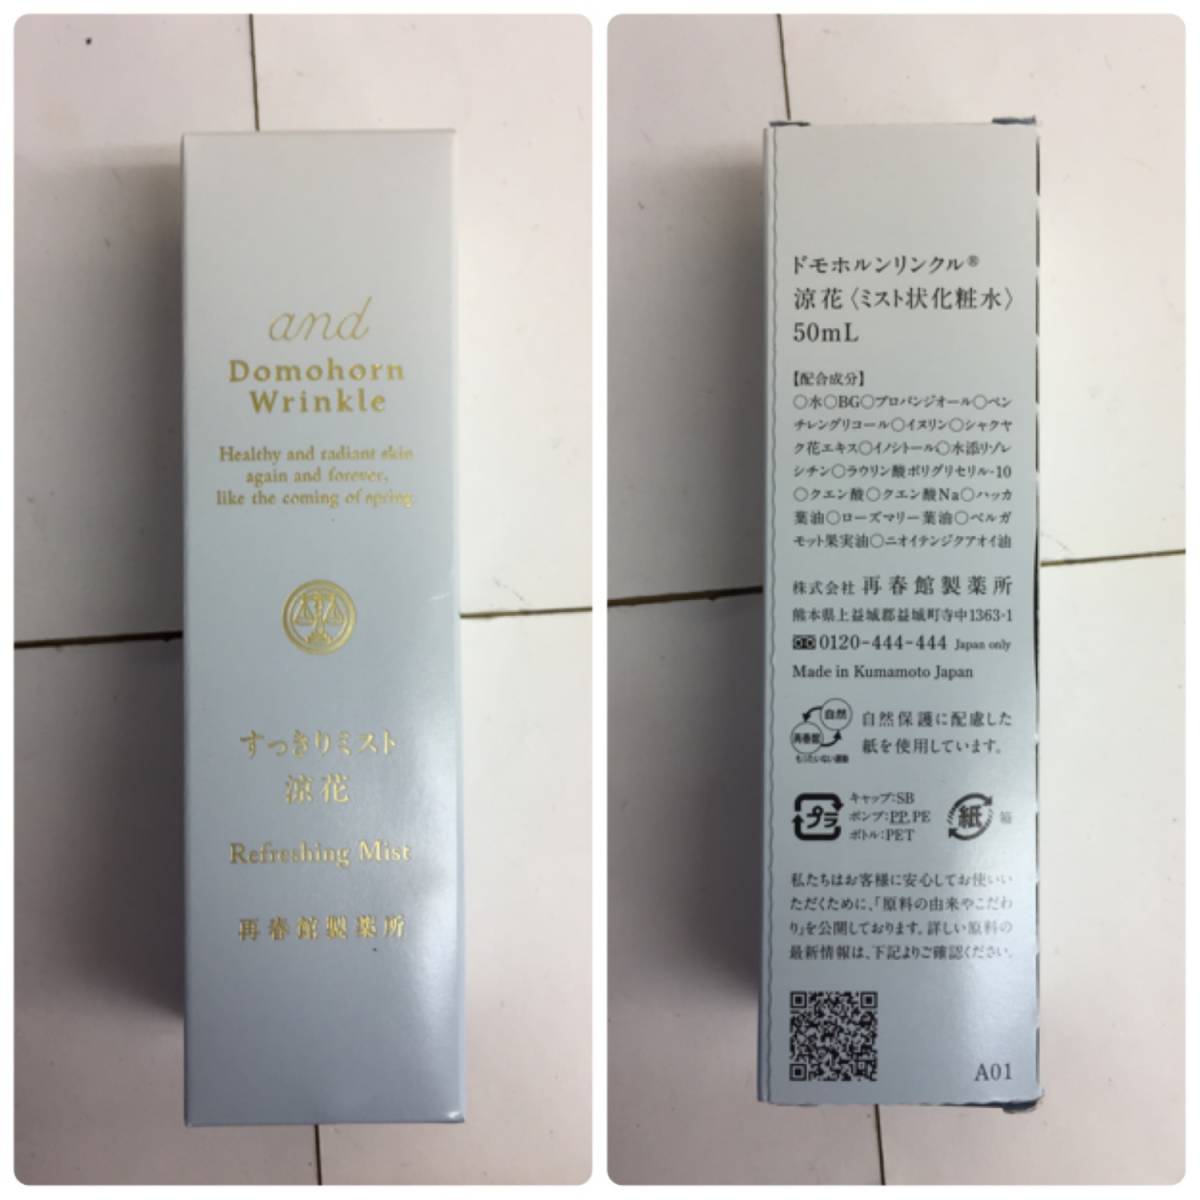 and
Domohorn
Wrinkle
Healthy and radiant skin
again and forever,
like the coming of spring
すっきりミスト
涼花
Refreshing Mist
再春館製薬所
ドモホルンリンクル®
涼花〈ミスト状化粧水〉
50mL
【配合成分】
○水○BG○プロパンジオール○ペン
チレングリコール○イヌリン○シャクヤ
ク花エキス○イノシトール○水添リゾレ
シチン○ラウリン酸ポリグリセリル-10
○クエン酸○クエン酸Na○ハッカ
葉油○ローズマリー葉油○ベルガ
モット果実油○ニオイテンジクアオイ油
株式会社 再春館製薬所
熊本県上益城郡益城町寺中1363-1
0120-444-444 Japan only
Made in Kumamoto Japan
自然
再春館
もったいない運動
自然保護に配慮した
紙を使用しています。
プラ
キャップ:SB
ポンプ:PP,PE
ボトル:PET
紙
箱
私たちはお客様に安心してお使いい
ただくために、「原料の由来やこだわ
り」を公開しております。詳しい原料の
最新情報は、下記よりご確認ください。
A01